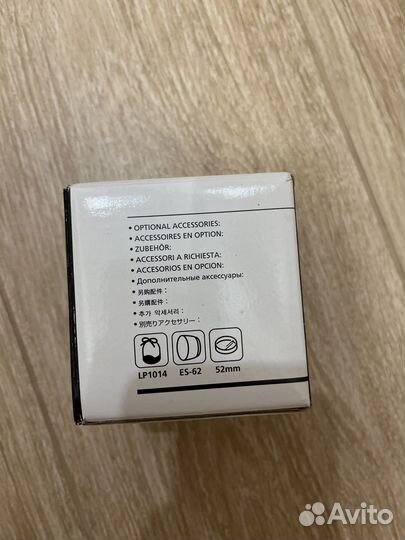 • OPTIONAL ACCESSORIES:
• ACCESSOIRES EN OPTION:
• ZUBEHÖR:
• ACCESSORI A RICHIESTA:
• ACCESORIOS EN OPCION:
• Дополнительные аксессуары:
• 另购配件：
• 另購配件：
• 추가 악세서리 :
• 別売りアクセサリー：
LP1014 ES-62 52mm
Avito